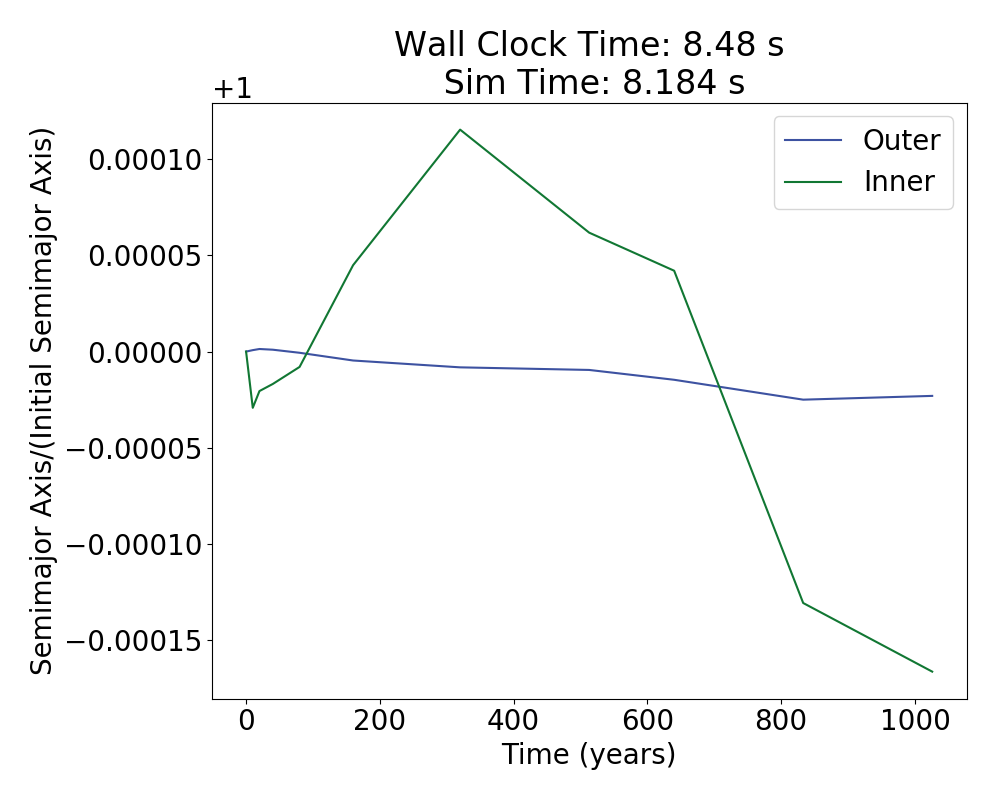 Wall Clock Time: 8.48 s
Sim Time: 8.184 s
+1
Outer
Inner
Semimajor Axis/(Initial Semimajor Axis)
0.00010
0.00005
0.00000
−0.00005
−0.00010
−0.00015
0 200 400 600 800 1000
Time (years)